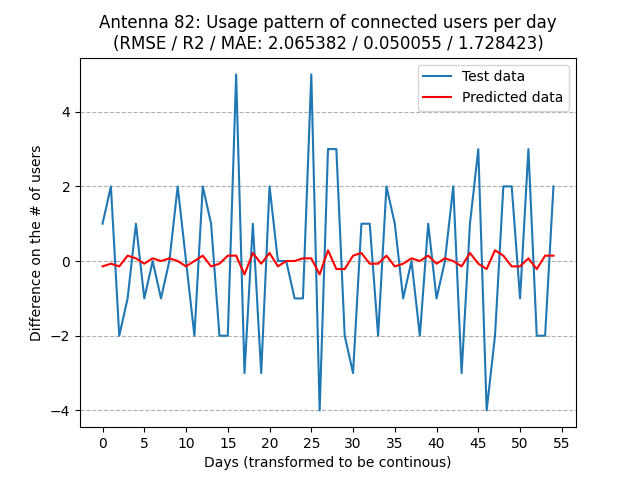 Antenna 82: Usage pattern of connected users per day
(RMSE / R2 / MAE: 2.065382 / 0.050055 / 1.728423)
Test data
Predicted data
Difference on the # of users
4
2
0
−2
−4
0 5 10 15 20 25 30 35 40 45 50 55
Days (transformed to be continous)